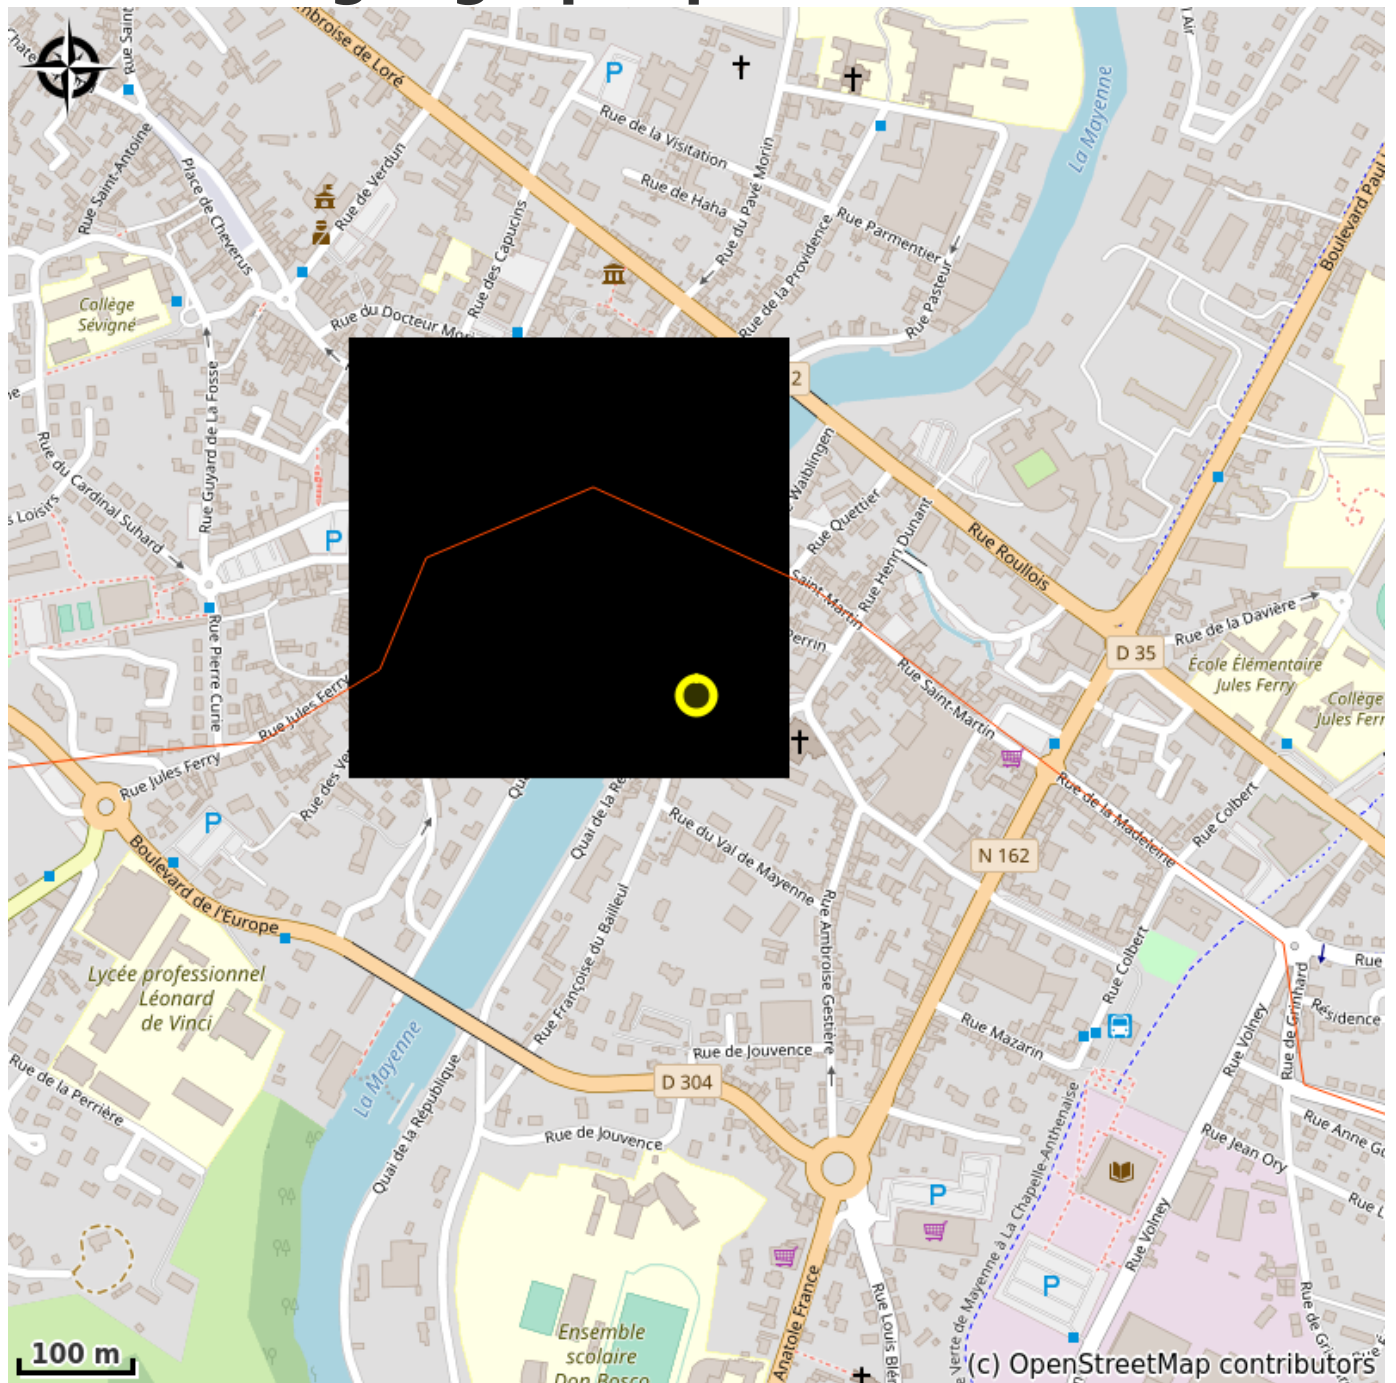 Rue Saint-Antoine
Place de Cheverus
Rue de Verdun
Ambroise de Loré
P
Rue de la Visitation
Rue de Haha
Rue du Pavé Morin
Rue Parmentier
Rue de la Providence
Rue Pasteur
La Mayenne
Boulevard Paul
Rue des Capucins
Collège
Sévigné
Rue du Docteur
2
Rue Guyard de La Fosse
Rue du Cardinal Suhard
Loisirs
P
Waiblingen
Rue Quettier
Rue Henri Dunant
Rue Roullois
Saint-Martin
Rue de la Davière
D 35
École Élémentaire
Jules Ferry
Collège
Jules Ferr
Rue Pierre Curie
Rue Jules Ferry
Rue Saint-Martin
Rue Jules Ferry
P
Rue de la Madeleine
Rue Colbert
N 162
Rue du Val de Mayenne
Boulevard de l'Europe
Rue Ambroise Gestière
Rue Françoise du Bailleul
Lycée professionnel
Léonard
de Vinci
Rue Colbert
Rue
Résidence
Rue de Grinhard
Rue Volney
Rue Mazarin
Rue de Jouvence
D 304
La Mayenne
Rue de la Perrière
Quai de la République
Rue de Jouvence
Rue Anne
Rue Jean Ory
Rue
P
Rue Volney
P
Verte de Mayenne à La Chapelle-Anthenaise
Anatole France
Rue Louis
Ensemble
scolaire
Don Bosco
100 m
(c) OpenStreetMap contributors